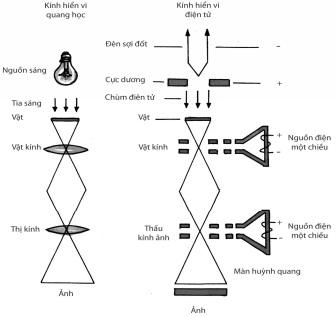 Kính hiển vi
quang học
Nguồn sáng
Tia sáng
Vật
Vật kính
Thị kính
Ảnh
Kính hiển vi
điện tử
Đèn sợi đốt
–
Cực dương
+
Chùm điện tử
Vật
Vật kính
+
–
Nguồn điện
một chiều
Thấu
kính ảnh
+
–
Nguồn điện
một chiều
Màn huỳnh quang
Ảnh